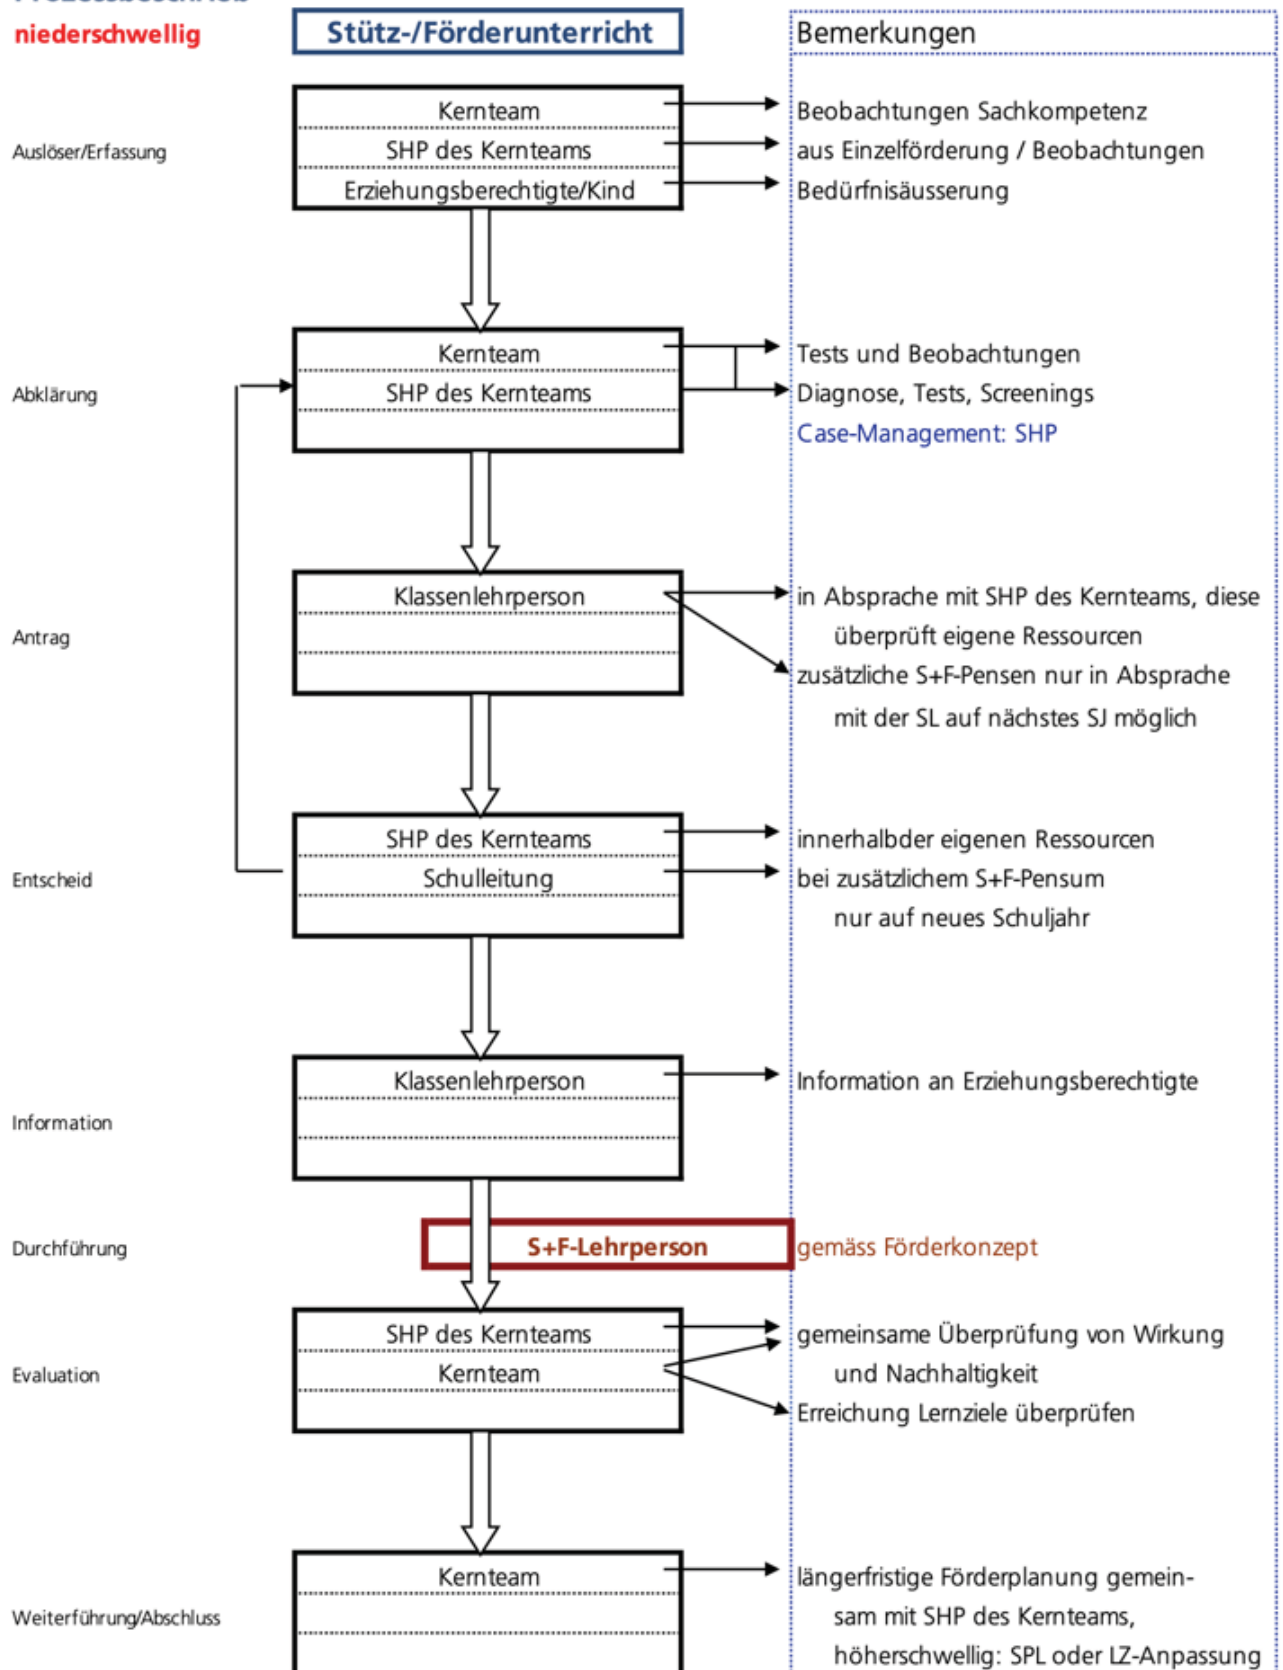 Prozessbeschrieb
niederschwellig
Stütz-/Förderunterricht
Bemerkungen
Auslöser/Erfassung
Kernteam
Beobachtungen Sachkompetenz
SHP des Kernteams
aus Einzelförderung / Beobachtungen
Erziehungsberechtigte/Kind
Bedürfnisäusserung
Abklärung
Kernteam
Tests und Beobachtungen
SHP des Kernteams
Diagnose, Tests, Screenings
Case-Management: SHP
Antrag
Klassenlehrperson
in Absprache mit SHP des Kernteams, diese
überprüft eigene Ressourcen
zusätzliche S+F-Pensen nur in Absprache
mit der SL auf nächstes SJ möglich
Entscheid
SHP des Kernteams
innerhalbder eigenen Ressourcen
Schulleitung
bei zusätzlichem S+F-Pensum
nur auf neues Schuljahr
Information
Klassenlehrperson
Information an Erziehungsberechtigte
Durchführung
S+F-Lehrperson
gemäss Förderkonzept
Evaluation
SHP des Kernteams
gemeinsame Überprüfung von Wirkung
Kernteam
und Nachhaltigkeit
Erreichung Lernziele überprüfen
Weiterführung/Abschluss
Kernteam
längerfristige Förderplanung gemein-
sam mit SHP des Kernteams,
höherschwellig: SPL oder LZ-Anpassung